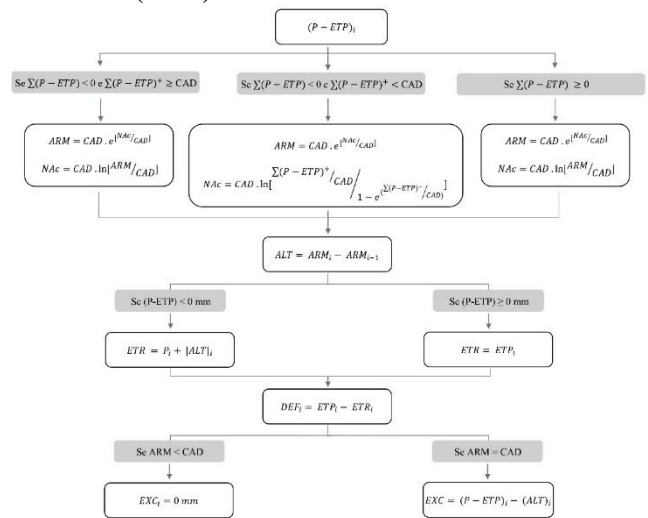 (P − ETP)ᵢ
Se ∑(P − ETP) < 0 e ∑(P − ETP)⁺ ≥ CAD
Se ∑(P − ETP) < 0 e ∑(P − ETP)⁺ < CAD
Se ∑(P − ETP) ≥ 0
ARM = CAD . e[NAc/CAD]
NAc = CAD . ln[ARM/CAD]
ARM = CAD . e[NAc/CAD]
NAc = CAD . ln[∑(P − ETP)⁺/CAD / 1 − e(∑(P − ETP)⁻/CAD)]
ARM = CAD . e[NAc/CAD]
NAc = CAD . ln[ARM/CAD]
ALT = ARMᵢ − ARMᵢ₋₁
Se (P-ETP) < 0 mm
Se (P-ETP) ≥ 0 mm
ETR = Pᵢ + |ALT|ᵢ
ETR = ETPᵢ
DEFᵢ = ETPᵢ − ETRᵢ
Se ARM < CAD
Se ARM = CAD
EXCᵢ = 0 mm
EXC = (P − ETP)ᵢ − (ALT)ᵢ